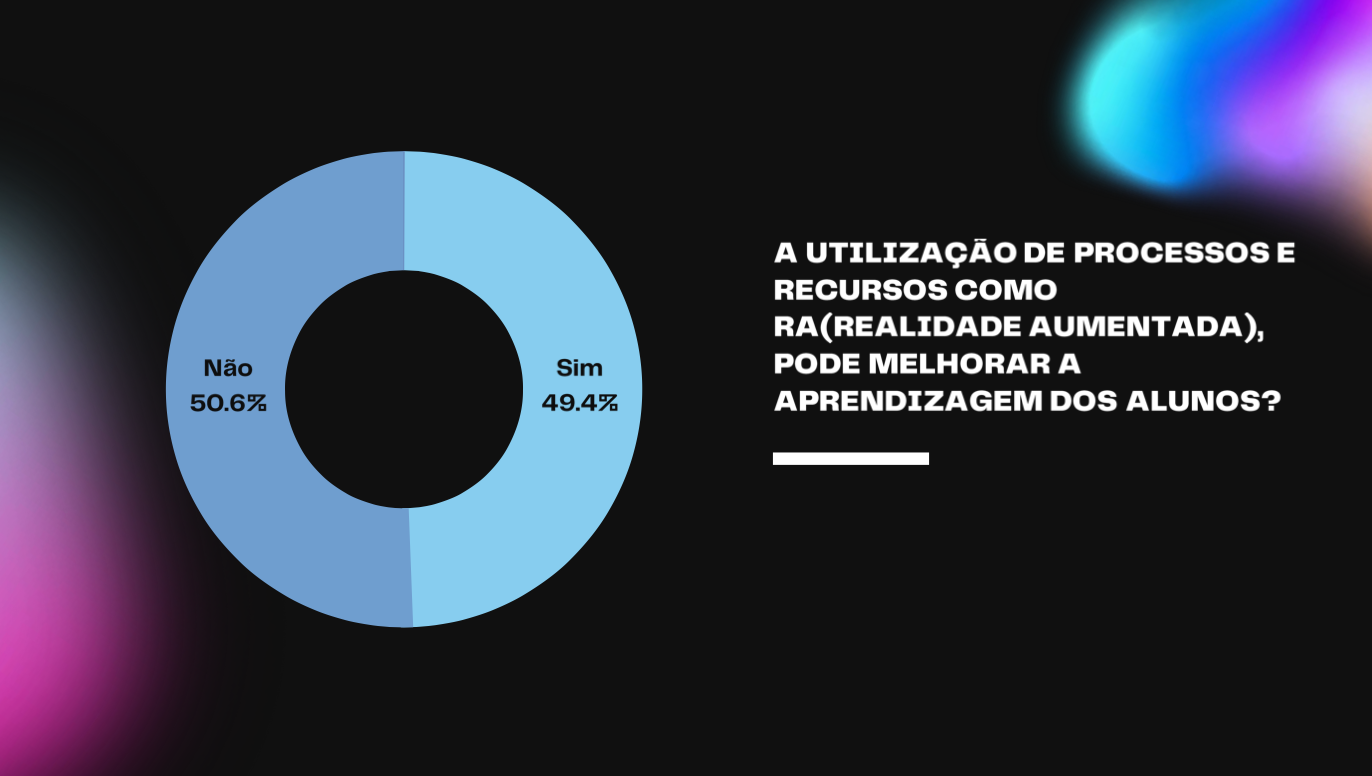 Não
50.6%
Sim
49.4%
A UTILIZAÇÃO DE PROCESSOS E
RECURSOS COMO
RA(REALIDADE AUMENTADA),
PODE MELHORAR A
APRENDIZAGEM DOS ALUNOS?